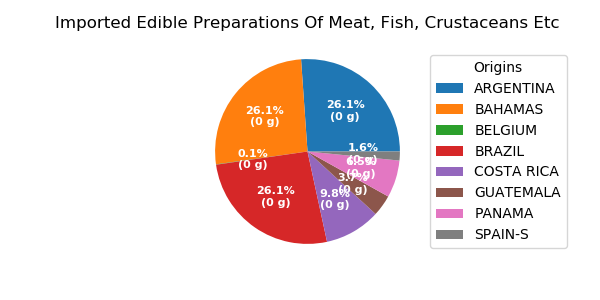 Imported Edible Preparations Of Meat, Fish, Crustaceans Etc
26.1%
(0 g)
26.1%
(0 g)
0.1%
(0 g)
26.1%
(0 g)
9.8%
(0 g)
3.7%
(0 g)
(0 g)
1.6%
(0 g)
Origins
ARGENTINA
BAHAMAS
BELGIUM
BRAZIL
COSTA RICA
GUATEMALA
PANAMA
SPAIN-S